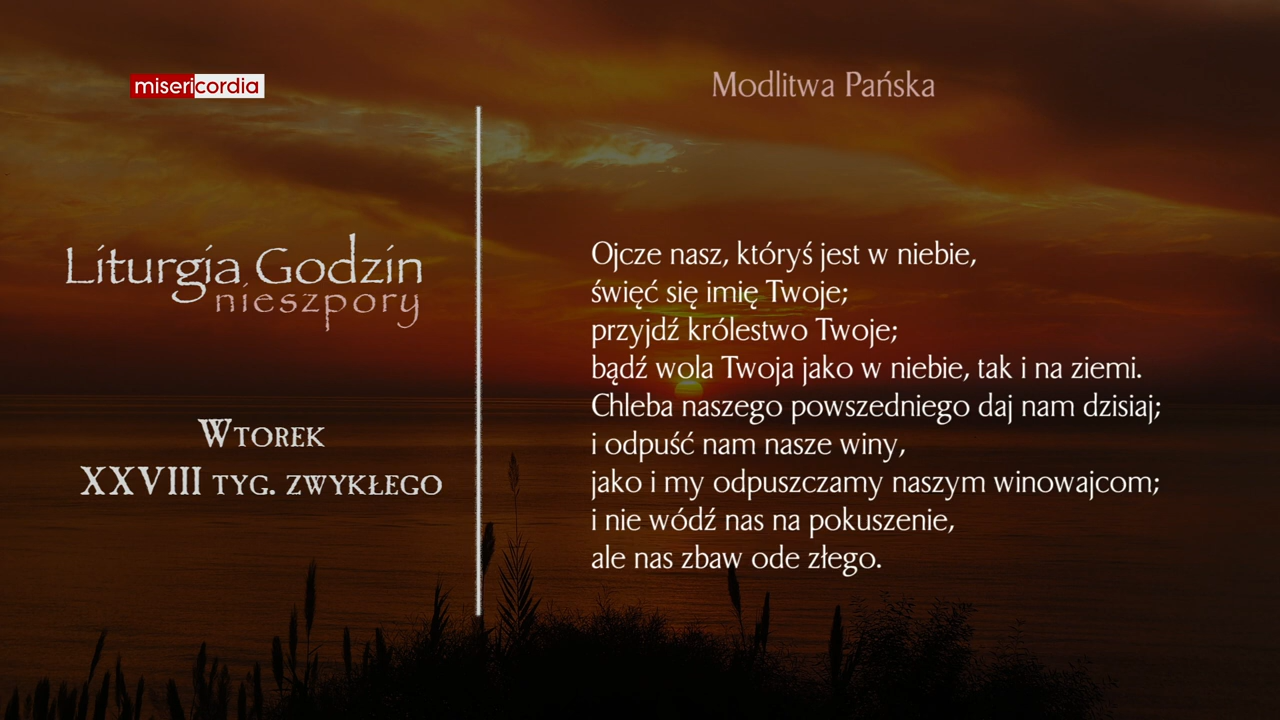 misericordia
Liturgia Godzin
nieszpory
Wtorek
XXVIII tyg. zwykłego
Modlitwa Pańska
Ojcze nasz, któryś jest w niebie,
święć się imię Twoje;
przyjdź królestwo Twoje;
bądź wola Twoja jako w niebie, tak i na ziemi.
Chleba naszego powszedniego daj nam dzisiaj;
i odpuść nam nasze winy,
jako i my odpuszczamy naszym winowajcom;
i nie wódź nas na pokuszenie,
ale nas zbaw ode złego.